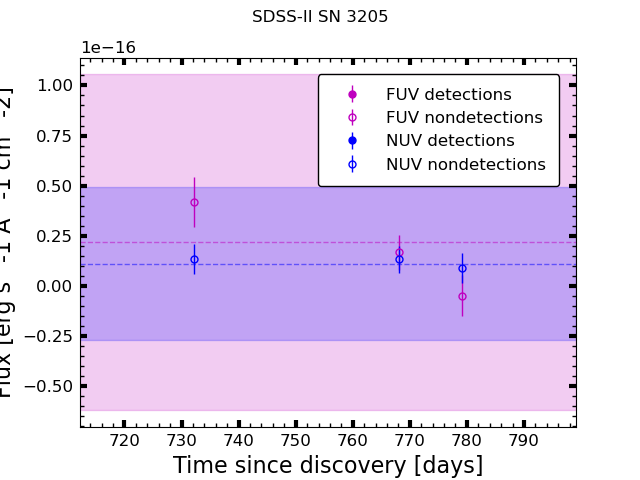 SDSS-II SN 3205
1e−16
FUV detections
FUV nondetections
NUV detections
NUV nondetections
1.00
0.75
0.50
0.25
0.00
−0.25
−0.50
Flux [erg s -1 A -1 cm -2]
720 730 740 750 760 770 780 790
Time since discovery [days]